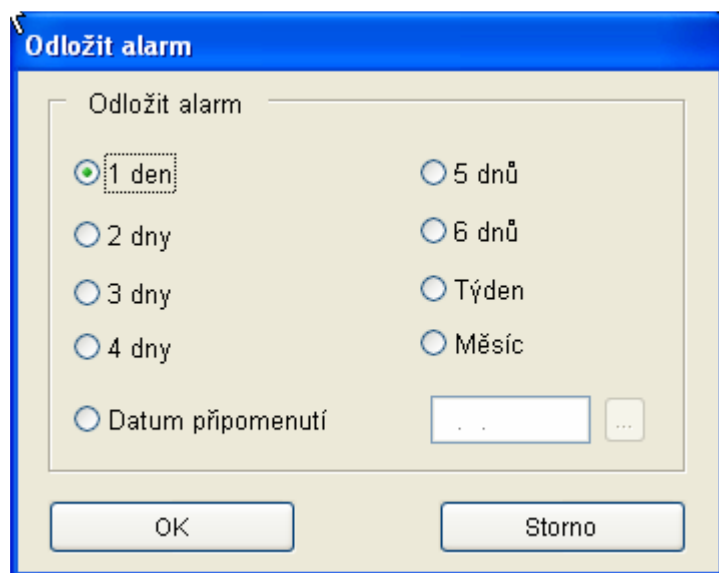 Odložit alarm
Odložit alarm
1 den
5 dnů
2 dny
6 dnů
3 dny
Týden
4 dny
Měsíc
Datum připomenutí
. .
...
OK
Storno